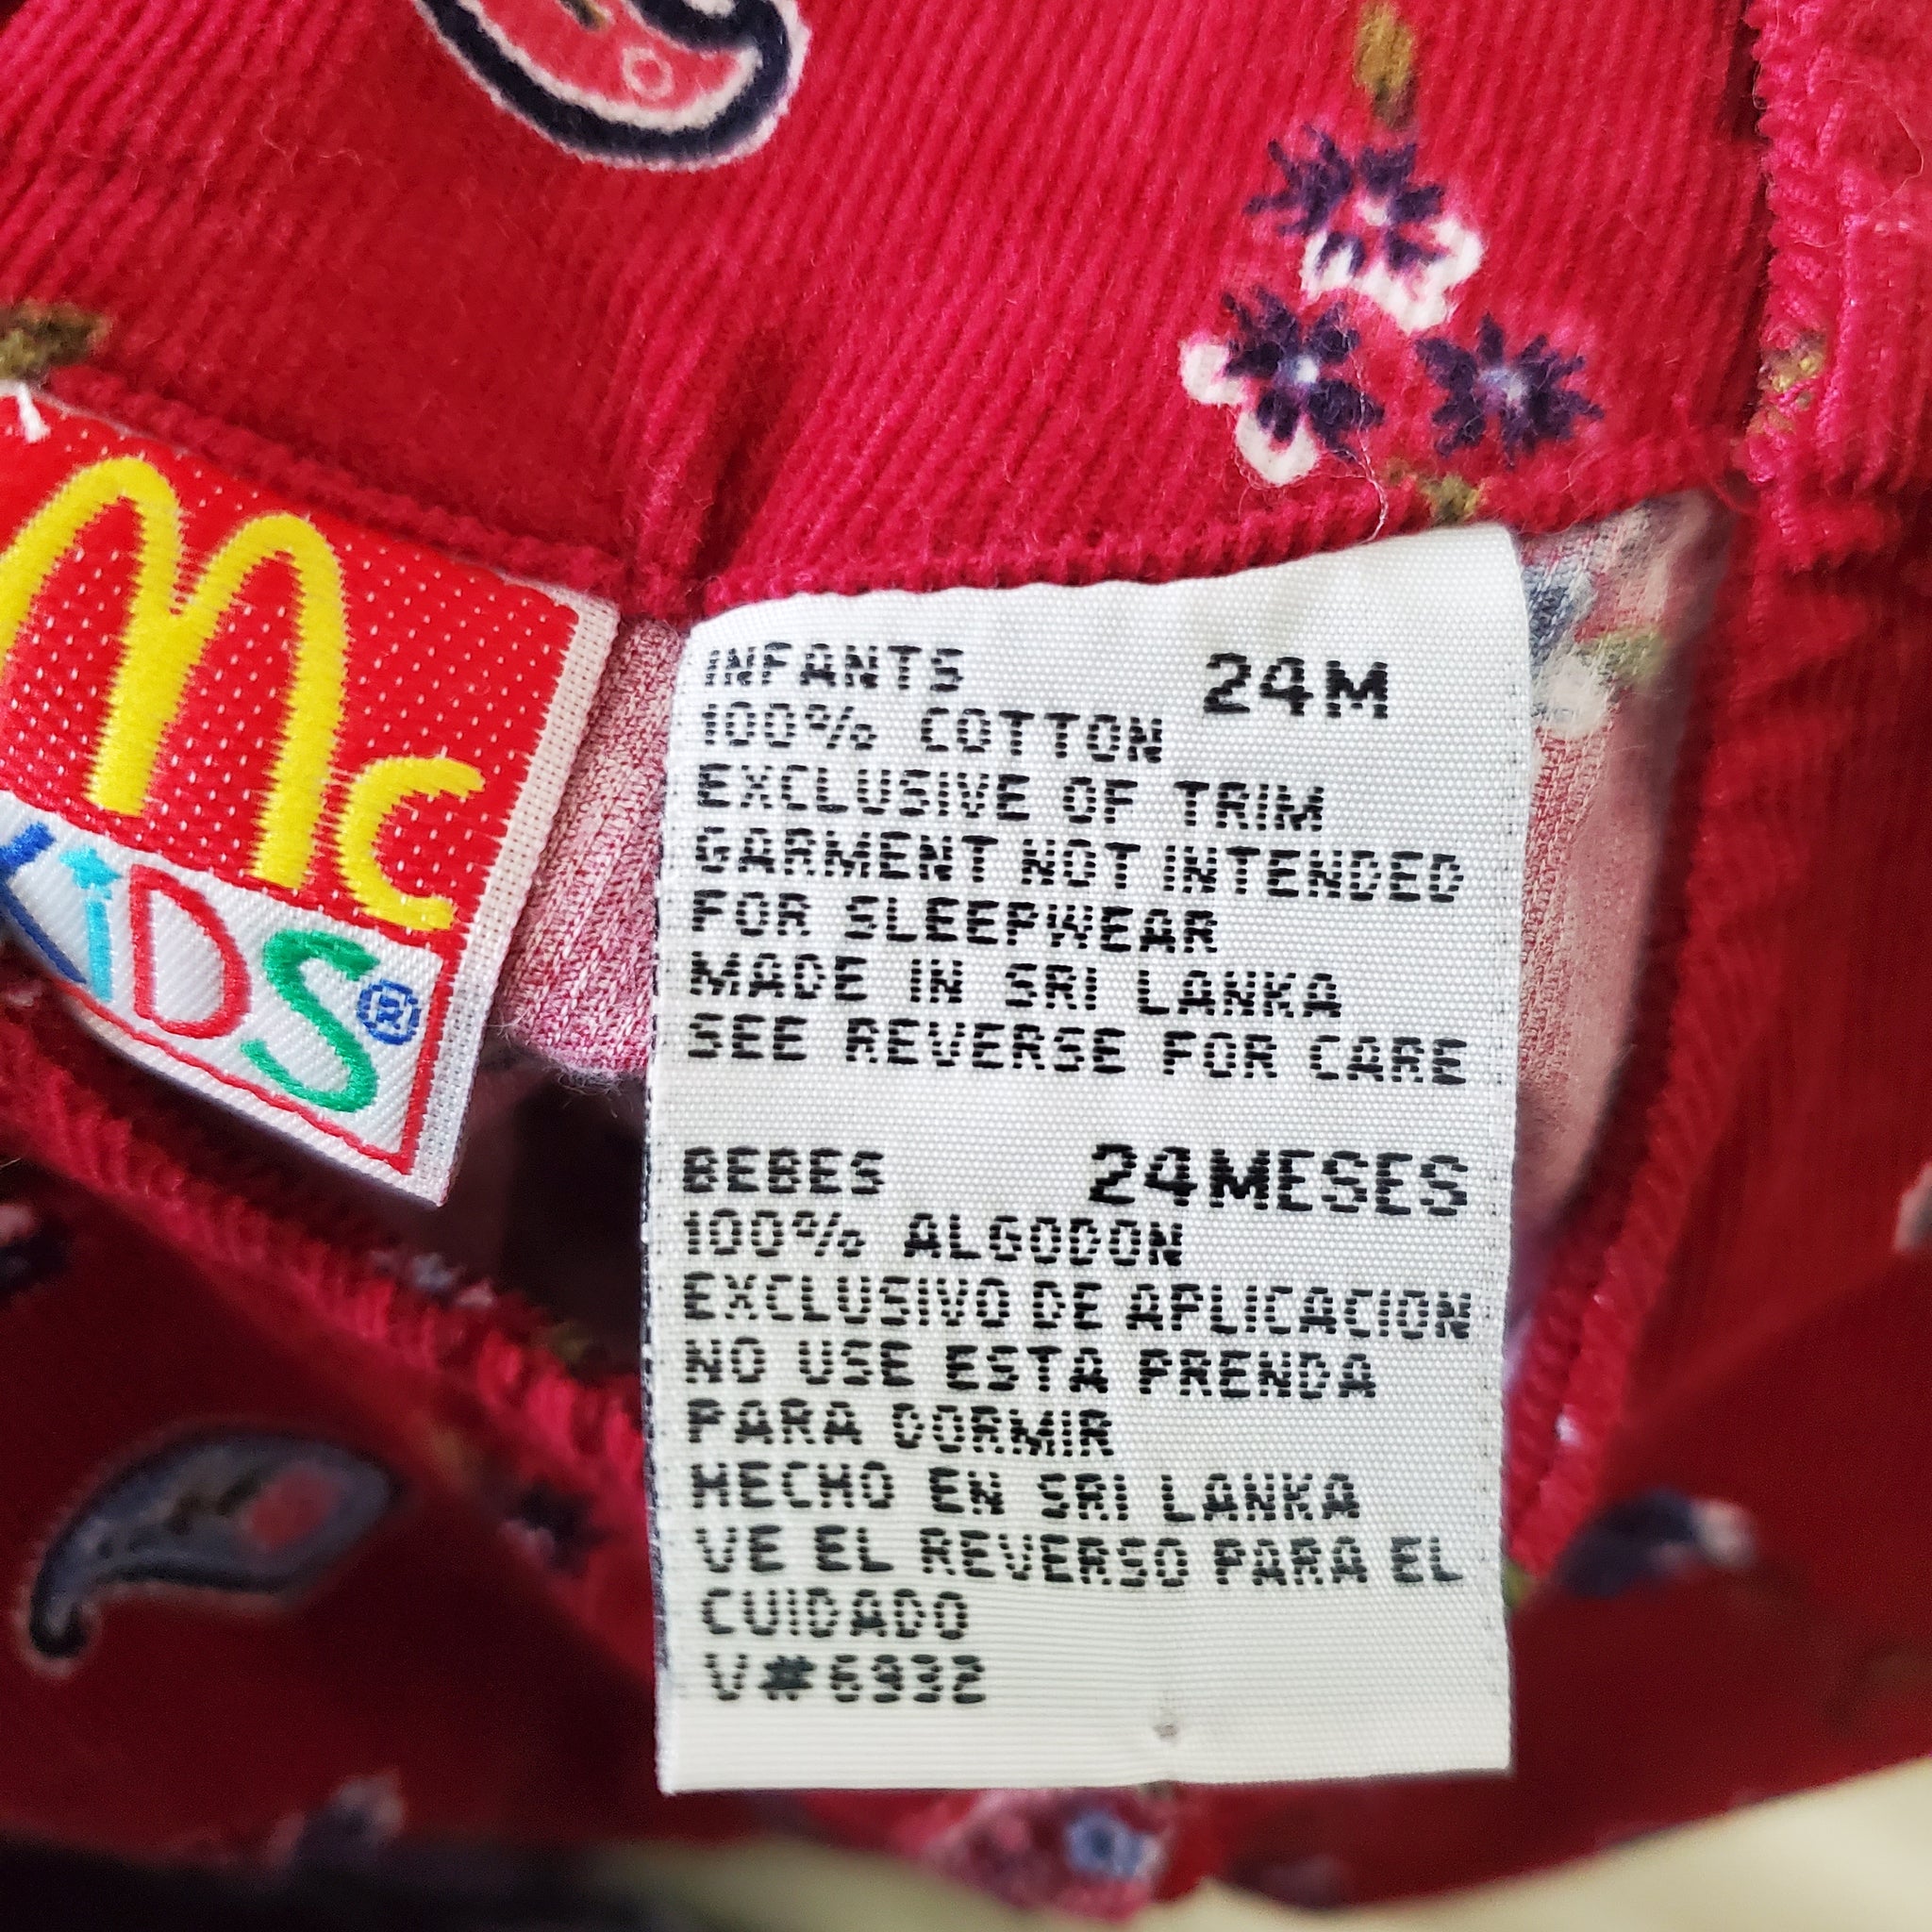 Mc
KiDS®
INFANTS 24M
100% COTTON
EXCLUSIVE OF TRIM
GARMENT NOT INTENDED
FOR SLEEPWEAR
MADE IN SRI LANKA
SEE REVERSE FOR CARE
BEBES 24MESES
100% ALGODON
EXCLUSIVO DE APLICACION
NO USE ESTA PRENDA
PARA DORMIR
HECHO EN SRI LANKA
VE EL REVERSO PARA EL
CUIDADO
V#6932